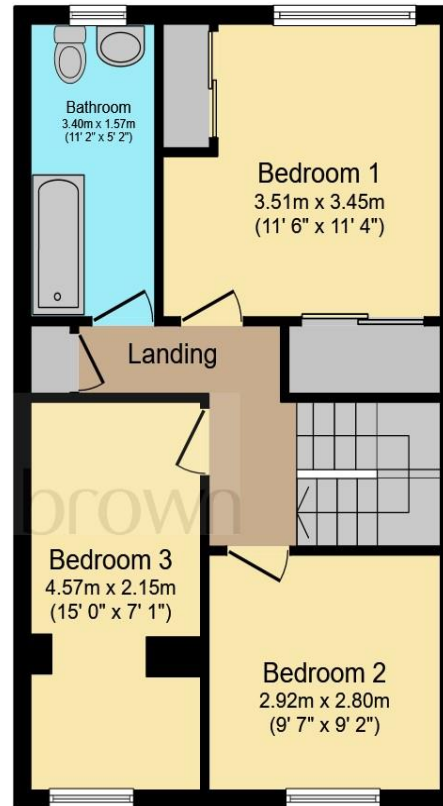 Bathroom
3.40m x 1.57m
(11' 2" x 5' 2")
Bedroom 1
3.51m x 3.45m
(11' 6" x 11' 4")
Landing
brown
Bedroom 3
4.57m x 2.15m
(15' 0" x 7' 1")
Bedroom 2
2.92m x 2.80m
(9' 7" x 9' 2")